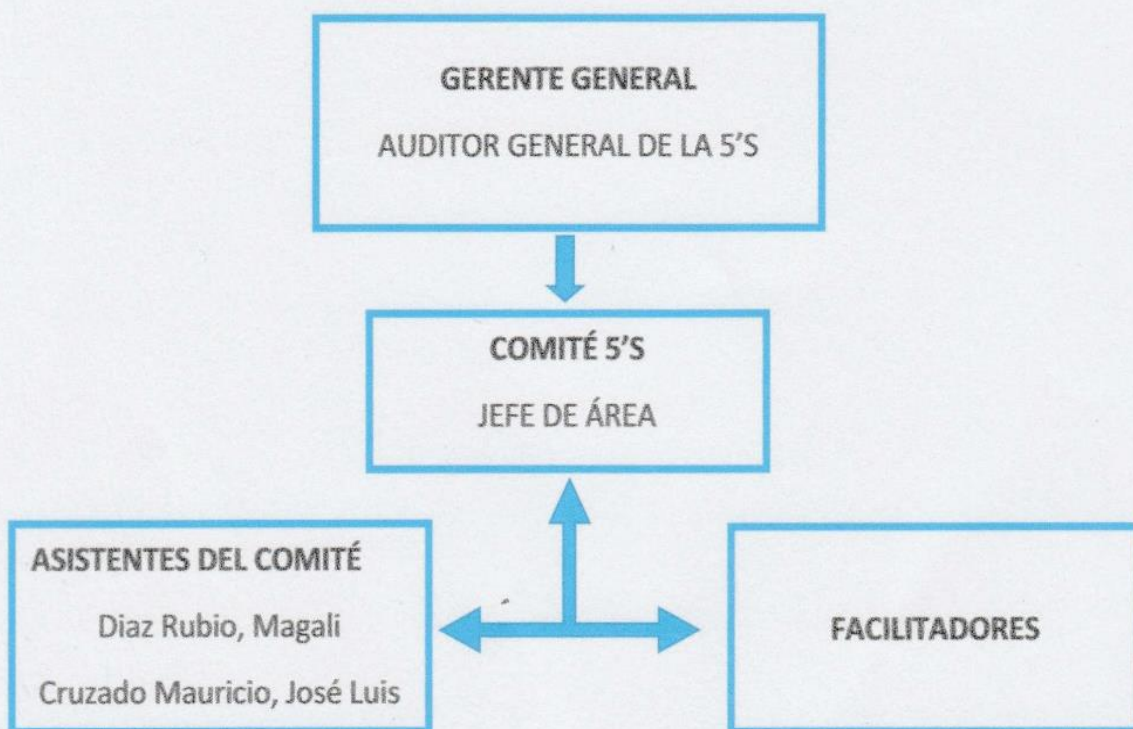 GERENTE GENERAL
AUDITOR GENERAL DE LA 5'S
COMITÉ 5'S
JEFE DE ÁREA
ASISTENTES DEL COMITÉ
Diaz Rubio, Magali
Cruzado Mauricio, José Luis
FACILITADORES